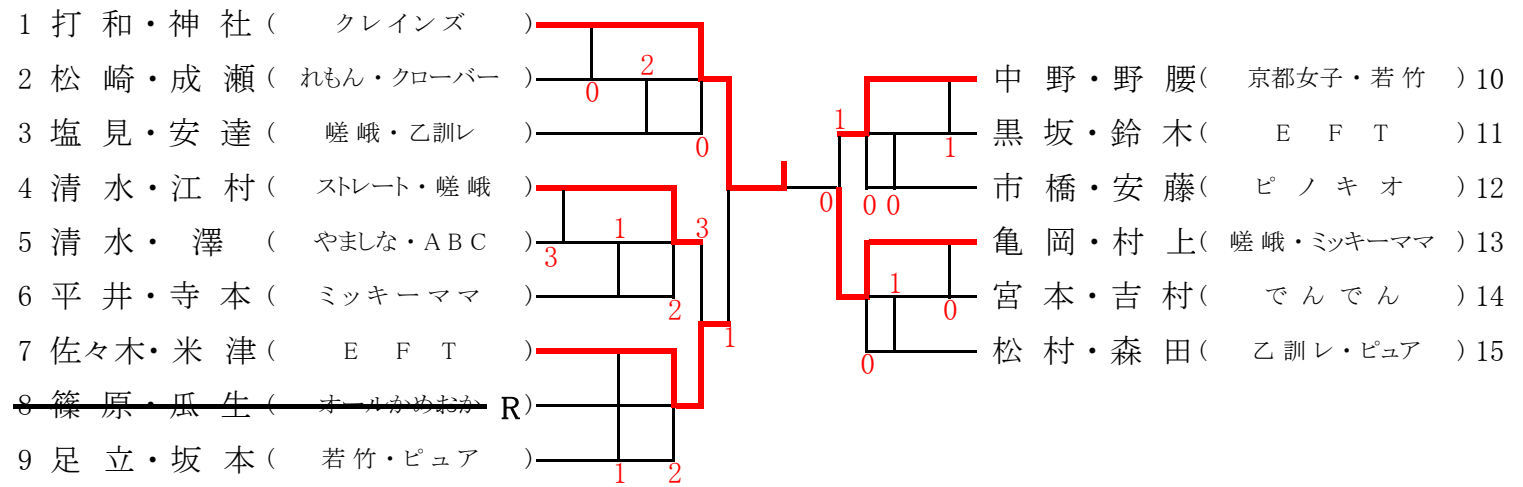 1 打 和・神 社 ( クレインズ )
2 松 崎・成 瀬 ( れもん・クローバー )
2
0
3 塩 見・安 達 ( 嵯 峨・乙訓レ )
0
4 清 水・江 村 ( ストレート・嵯 峨 )
5 清 水・ 澤 ( やましな・ABC )
1
3
3
6 平 井・寺 本 ( ミッキーママ )
2
7 佐々木・米 津 ( E F T )
1
8 篠 原・瓜 生 ( オールかめおか R)
9 足 立・坂 本 ( 若 竹・ピュア )
1 2
中 野・野 腰( 京都女子・若 竹 ) 10
1
黒 坂・鈴 木( E F T ) 11
1
市 橋・安 藤( ピ ノ キ オ ) 12
0 0 0
亀 岡・村 上( 嵯 峨・ミッキーママ ) 13
1
宮 本・吉 村( で ん で ん ) 14
0
松 村・森 田( 乙 訓 レ・ピュア ) 15
0